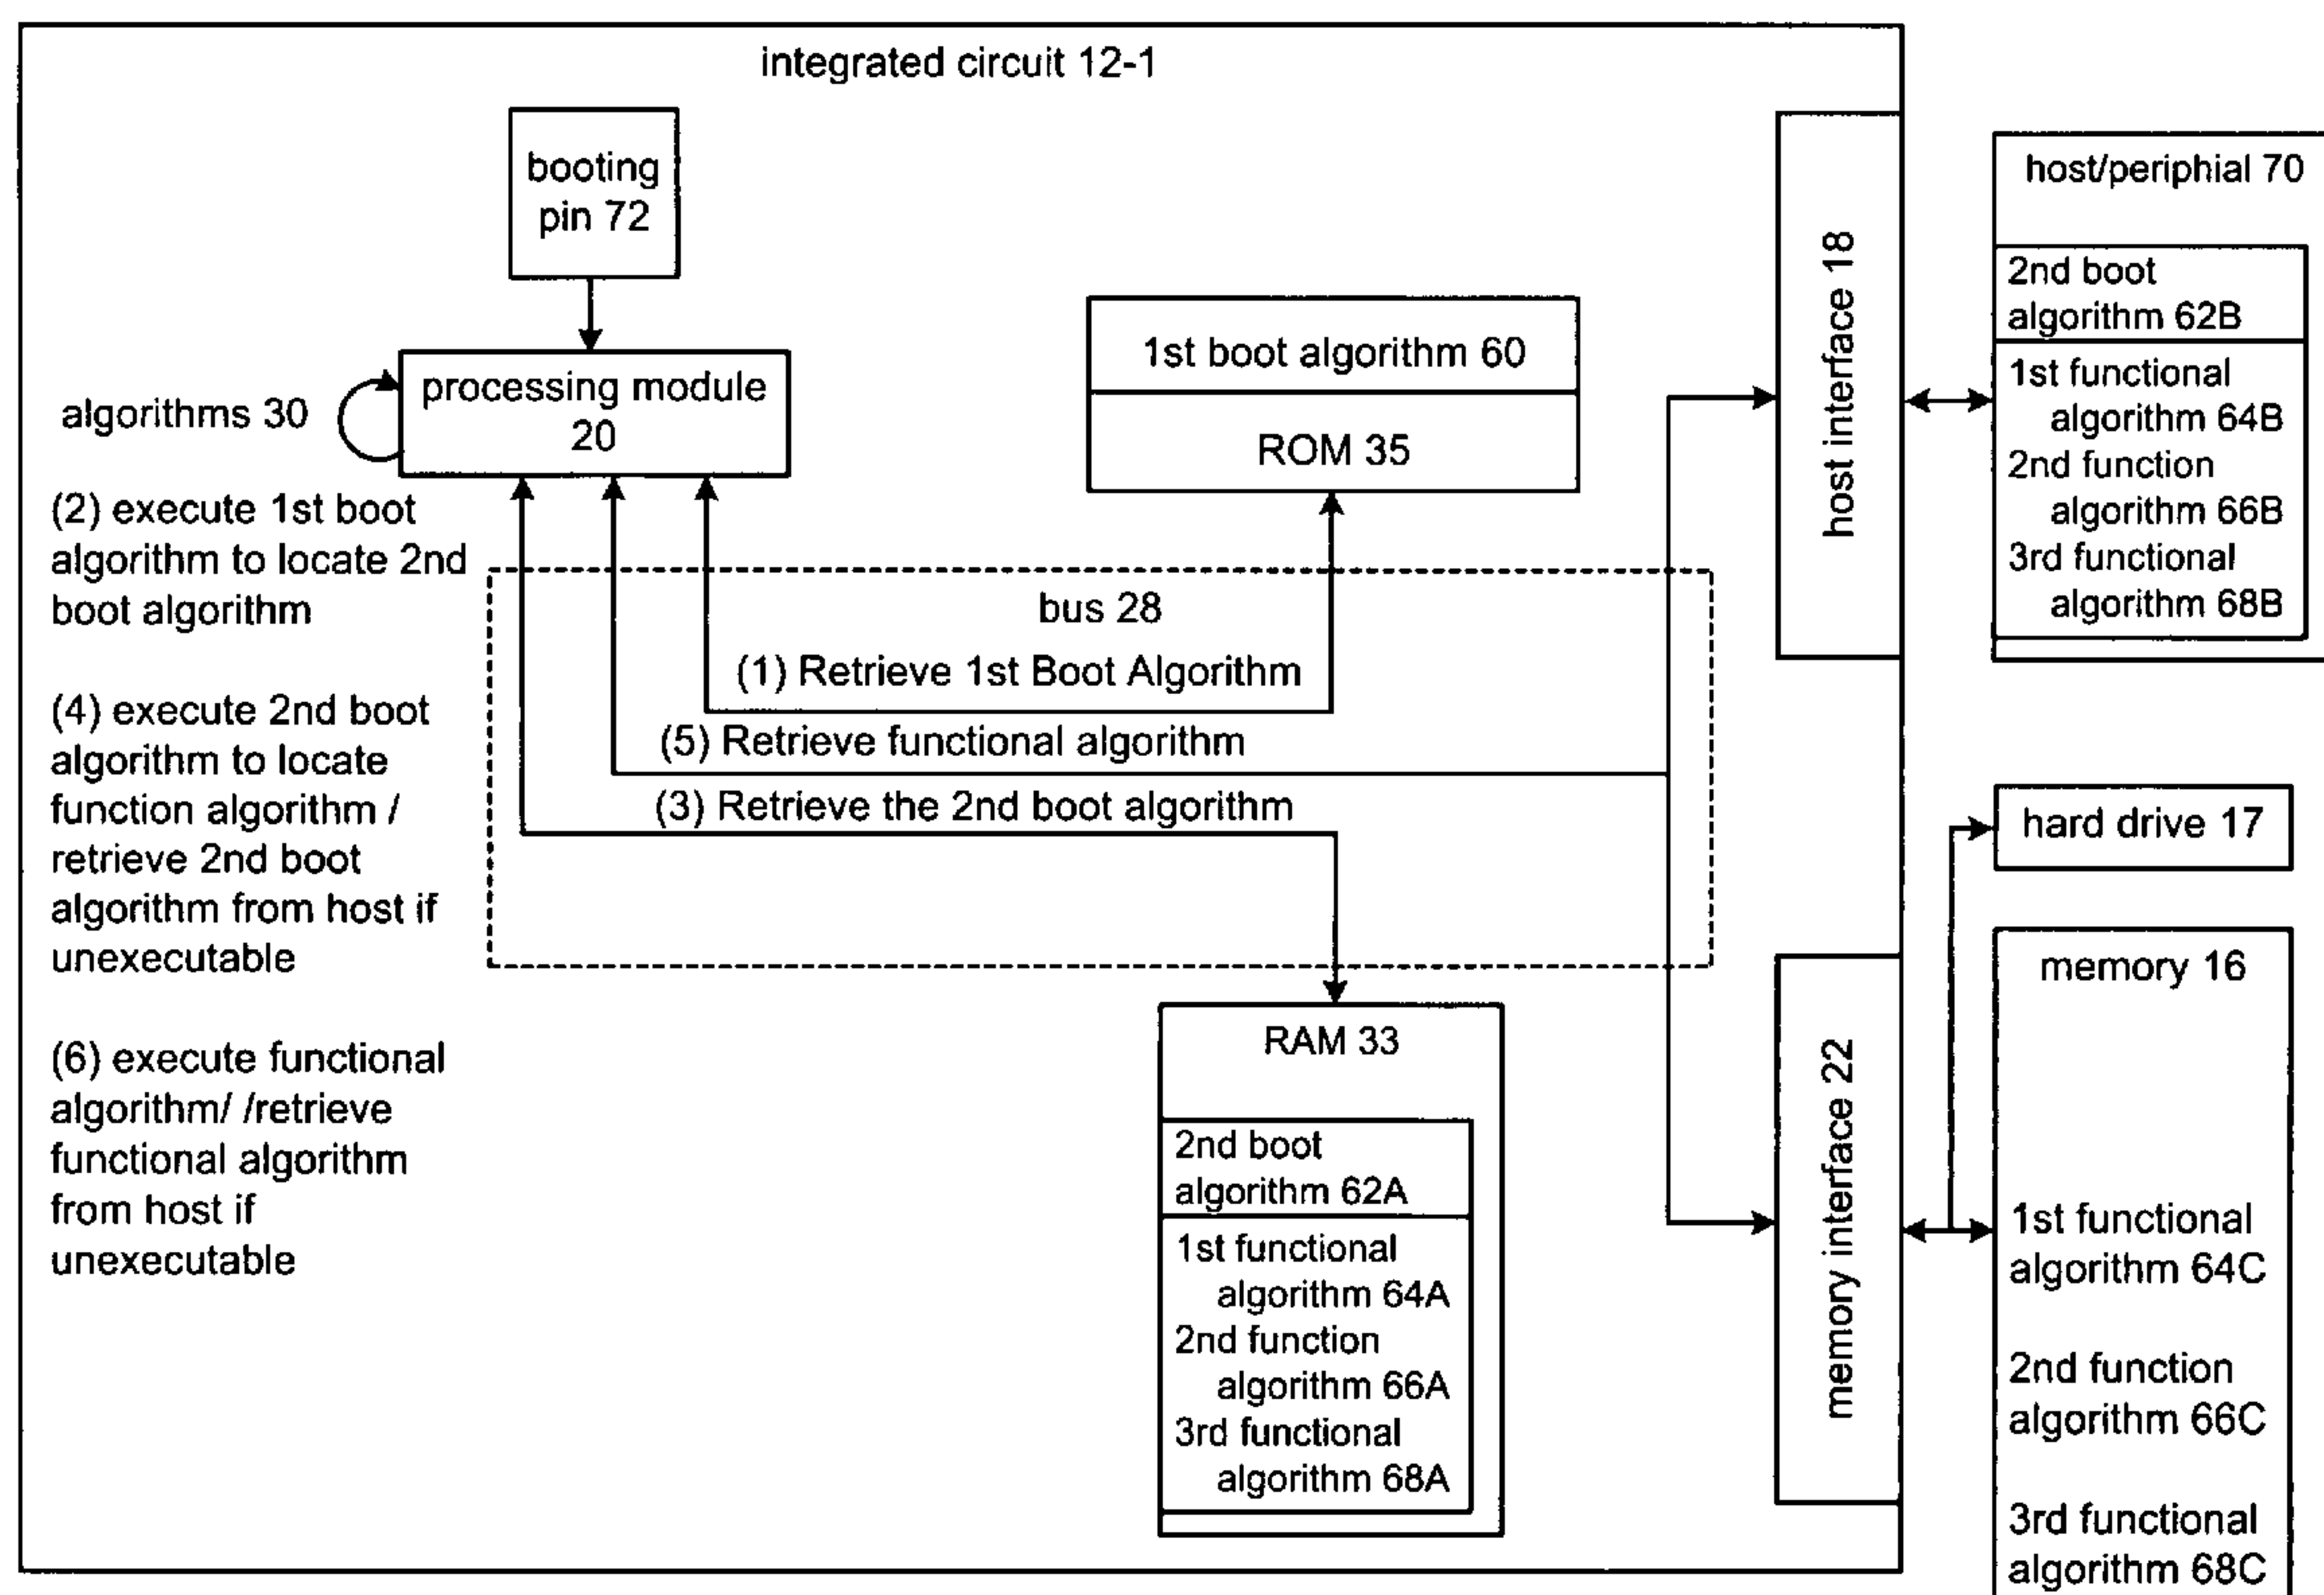 integrated circuit 12-1
booting
pin 72
processing module
20
algorithms 30
(2) execute 1st boot
algorithm to locate 2nd
boot algorithm
(4) execute 2nd boot
algorithm to locate
function algorithm /
retrieve 2nd boot
algorithm from host if
unexecutable
(6) execute functional
algorithm/ /retrieve
functional algorithm
from host if
unexecutable
1st boot algorithm 60
ROM 35
bus 28
(1) Retrieve 1st Boot Algorithm
(5) Retrieve functional algorithm
(3) Retrieve the 2nd boot algorithm
RAM 33
2nd boot
algorithm 62A
1st functional
algorithm 64A
2nd function
algorithm 66A
3rd functional
algorithm 68A
host interface 18
memory interface 22
host/periphial 70
2nd boot
algorithm 62B
1st functional
algorithm 64B
2nd function
algorithm 66B
3rd functional
algorithm 68B
hard drive 17
memory 16
1st functional
algorithm 64C
2nd function
algorithm 66C
3rd functional
algorithm 68C